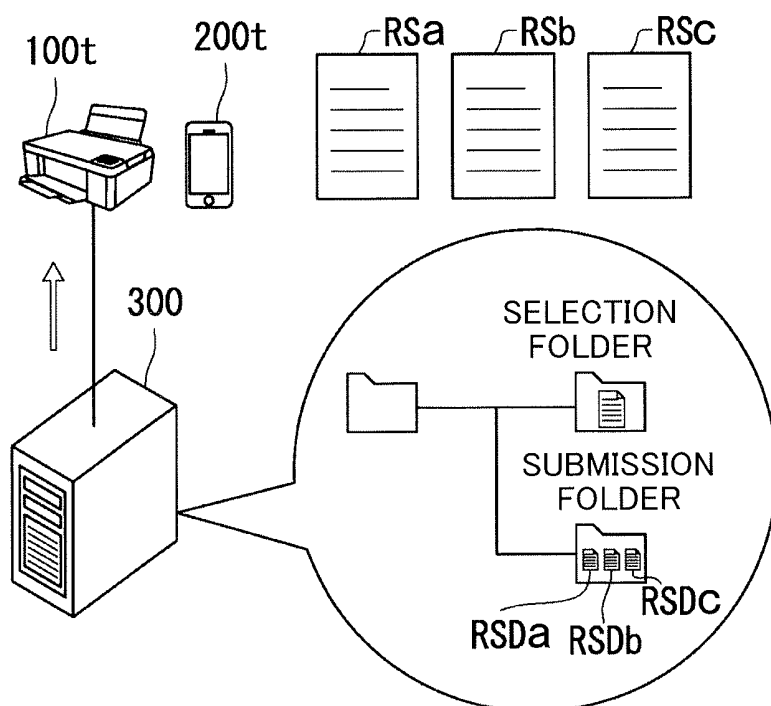 100t
200t
RSa
RSb
RSc
300
SELECTION
FOLDER
SUBMISSION
FOLDER
RSDa
RSDb
RSDc